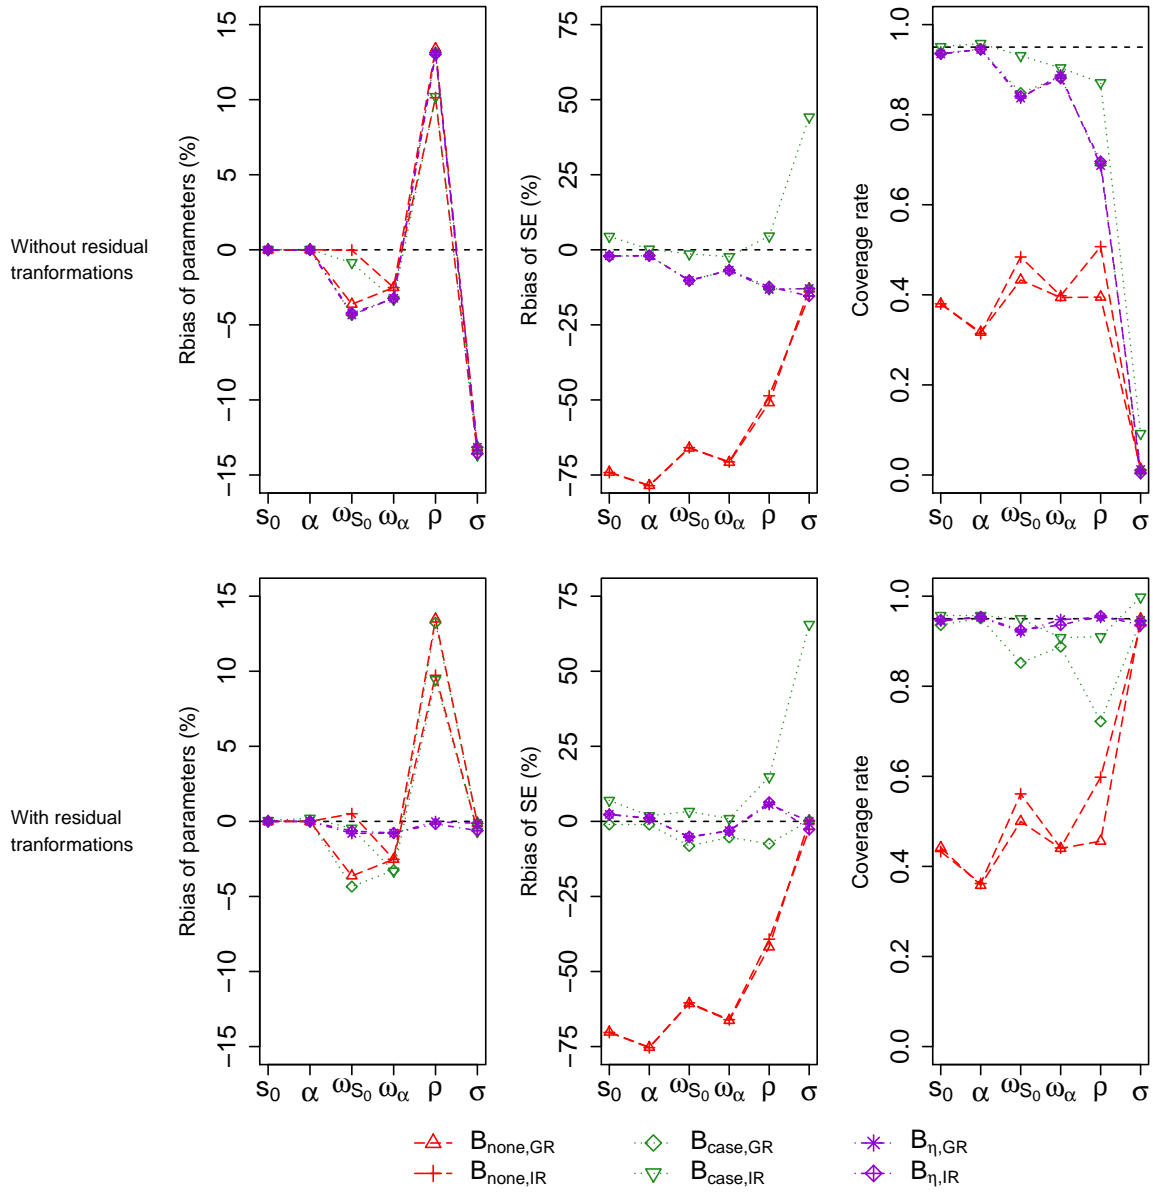 15
10
5
0
−5
−10
−15
Rbias of parameters (%)
s0 α ωS0 ωα ρ σ
75
50
25
0
−25
−50
−75
Rbias of SE (%)
s0 α ωS0 ωα ρ σ
1.0
0.8
0.6
0.4
0.2
0.0
Coverage rate
s0 α ωS0 ωα ρ σ
Without residual
tranformations
15
10
5
0
−5
−10
−15
Rbias of parameters (%)
s0 α ωS0 ωα ρ σ
75
50
25
0
−25
−50
−75
Rbias of SE (%)
s0 α ωS0 ωα ρ σ
1.0
0.8
0.6
0.4
0.2
0.0
Coverage rate
s0 α ωS0 ωα ρ σ
With residual
tranformations
Bnone,GR
Bnone,IR
Bcase,GR
Bcase,IR
Bη,GR
Bη,IR